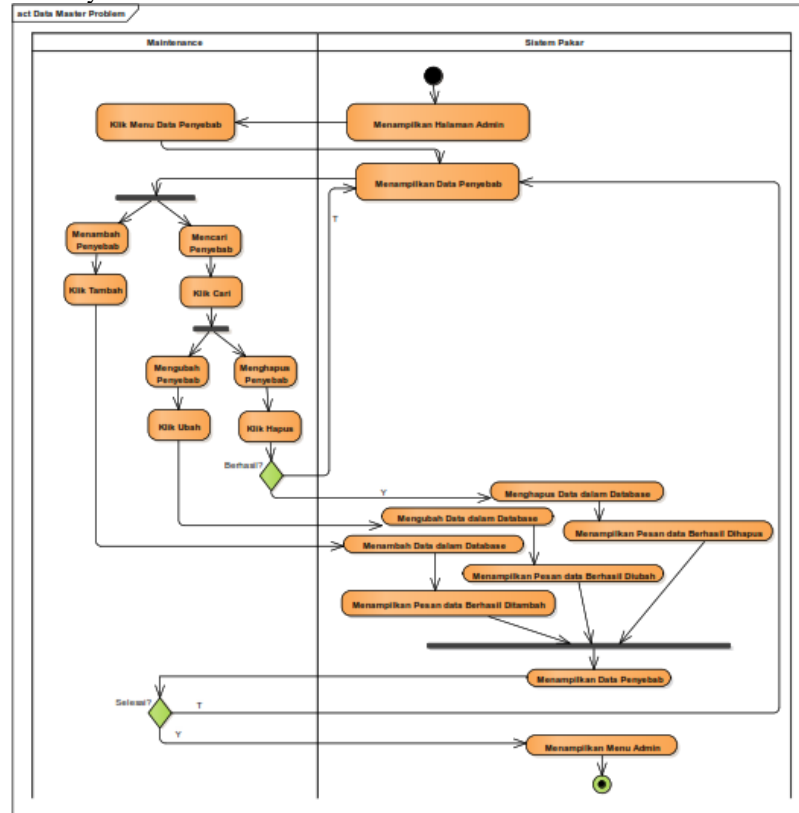 act Data Master Problem
Maintenance
Sistem Pakar
Klik Menu Data Penyebab
Menampilkan Halaman Admin
Menampilkan Data Penyebab
T
Menambah
Penyebab
Mencari
Penyebab
Klik Tambah
Klik Cari
Mengubah
Penyebab
Menghapus
Penyebab
Klik Ubah
Klik Hapus
Berhasil?
Y
Menghapus Data dalam Database
Mengubah Data dalam Database
Menampilkan Pesan data Berhasil Dihapus
Menambah Data dalam Database
Menampilkan Pesan data Berhasil Diubah
Menampilkan Pesan data Berhasil Ditambah
Menampilkan Data Penyebab
Selesai?
T
Y
Menampilkan Menu Admin